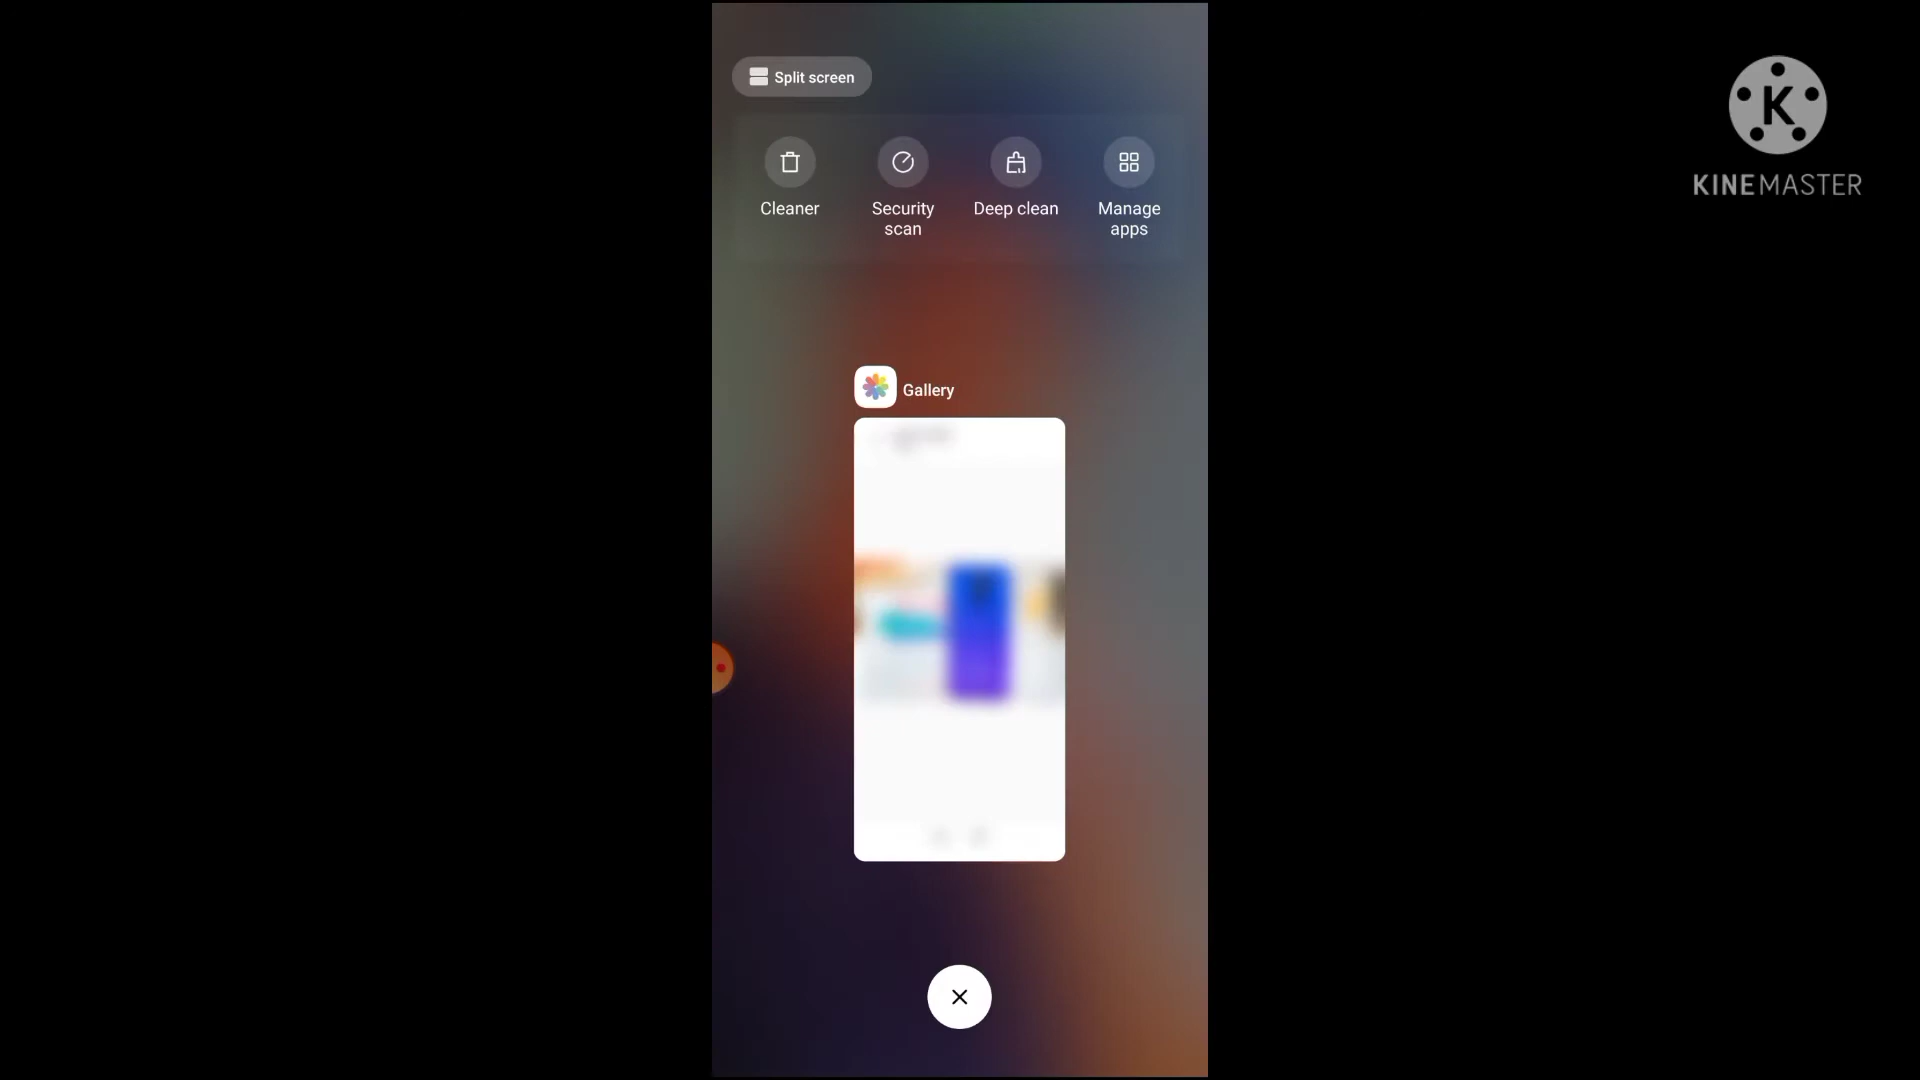 Split screen
Cleaner
Security
scan
Deep clean
Manage
apps
Gallery
K
KINEMASTER